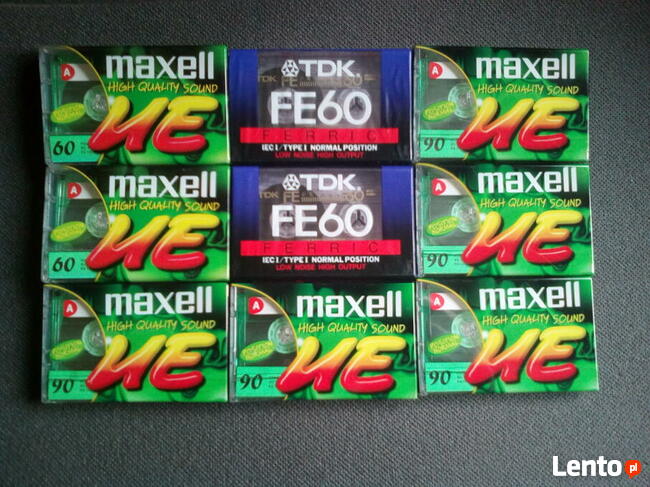 A
maxell
HIGH QUALITY SOUND
UE
60
TDK
FE60
FERRIC
IEC I / TYPE I NORMAL POSITION
LOW NOISE HIGH OUTPUT
A
maxell
HIGH QUALITY SOUND
UE
90
A
maxell
HIGH QUALITY SOUND
UE
60
TDK
FE60
FERRIC
IEC I / TYPE I NORMAL POSITION
LOW NOISE HIGH OUTPUT
A
maxell
HIGH QUALITY SOUND
UE
90
A
maxell
HIGH QUALITY SOUND
UE
90
A
maxell
HIGH QUALITY SOUND
UE
90
A
maxell
HIGH QUALITY SOUND
UE
90
Lento.pl